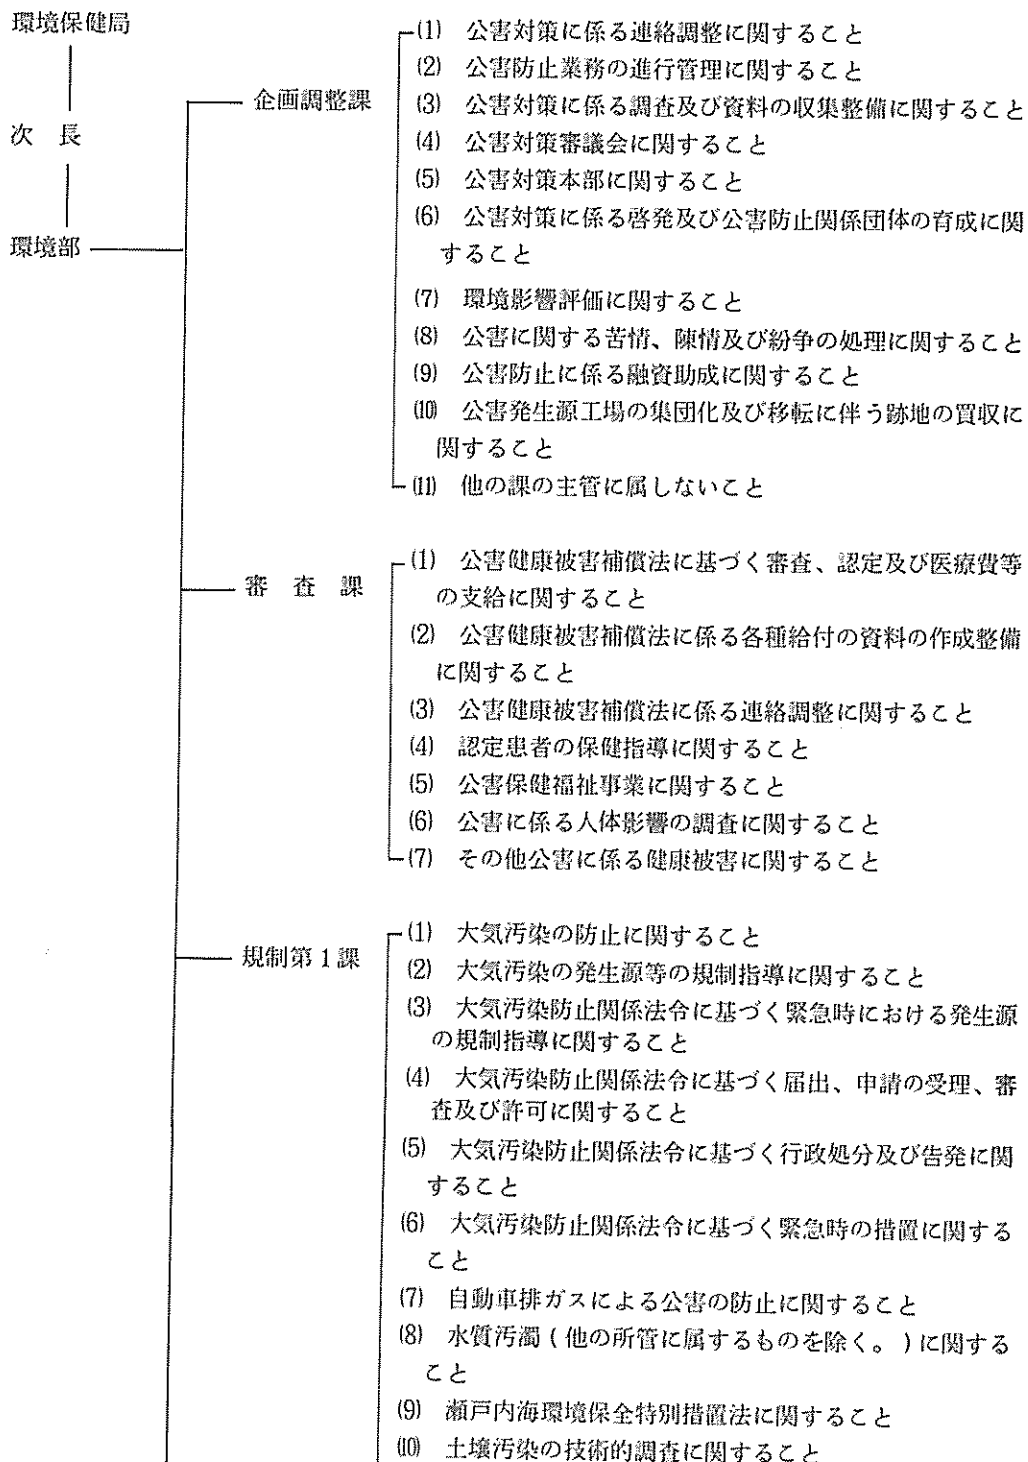 環境保健局
次　長
環境部
企画調整課
(1)　公害対策に係る連絡調整に関すること
(2)　公害防止業務の進行管理に関すること
(3)　公害対策に係る調査及び資料の収集整備に関すること
(4)　公害対策審議会に関すること
(5)　公害対策本部に関すること
(6)　公害対策に係る啓発及び公害防止関係団体の育成に関
すること
(7)　環境影響評価に関すること
(8)　公害に関する苦情、陳情及び紛争の処理に関すること
(9)　公害防止に係る融資助成に関すること
(10)　公害発生源工場の集団化及び移転に伴う跡地の買収に
関すること
(11)　他の課の主管に属しないこと
審　査　課
(1)　公害健康被害補償法に基づく審査、認定及び医療費等
の支給に関すること
(2)　公害健康被害補償法に係る各種給付の資料の作成整備
に関すること
(3)　公害健康被害補償法に係る連絡調整に関すること
(4)　認定患者の保健指導に関すること
(5)　公害保健福祉事業に関すること
(6)　公害に係る人体影響の調査に関すること
(7)　その他公害に係る健康被害に関すること
規制第1課
(1)　大気汚染の防止に関すること
(2)　大気汚染の発生源等の規制指導に関すること
(3)　大気汚染防止関係法令に基づく緊急時における発生源
の規制指導に関すること
(4)　大気汚染防止関係法令に基づく届出、申請の受理、審
査及び許可に関すること
(5)　大気汚染防止関係法令に基づく行政処分及び告発に関
すること
(6)　大気汚染防止関係法令に基づく緊急時の措置に関する
こと
(7)　自動車排ガスによる公害の防止に関すること
(8)　水質汚濁(他の所管に属するものを除く。)に関する
こと
(9)　瀬戸内海環境保全特別措置法に関すること
(10)　土壌汚染の技術的調査に関すること